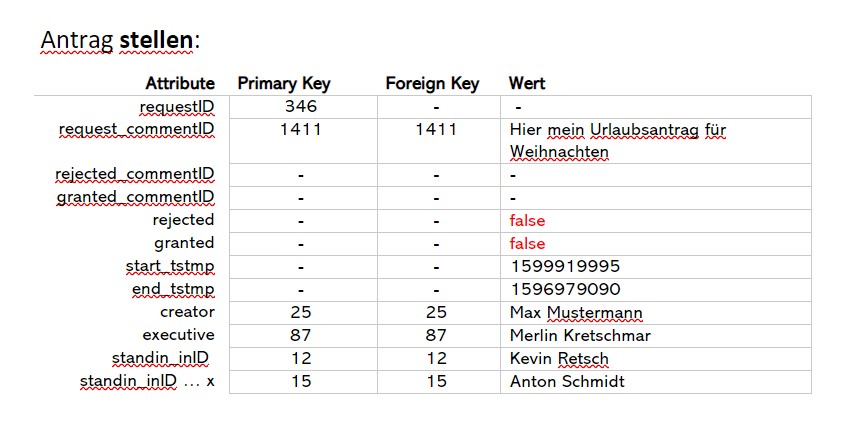 Antrag stellen:
Attribute Primary Key Foreign Key Wert
requestID 346 - -
request_commentID 1411 1411 Hier mein Urlaubsantrag für
Weihnachten
rejected_commentID - - -
granted_commentID - - -
rejected - - false
granted - - false
start_tstmp - - 1599919995
end_tstmp - - 1596979090
creator 25 25 Max Mustermann
executive 87 87 Merlin Kretschmar
standin_inID 12 12 Kevin Retsch
standin_inID ... x 15 15 Anton Schmidt